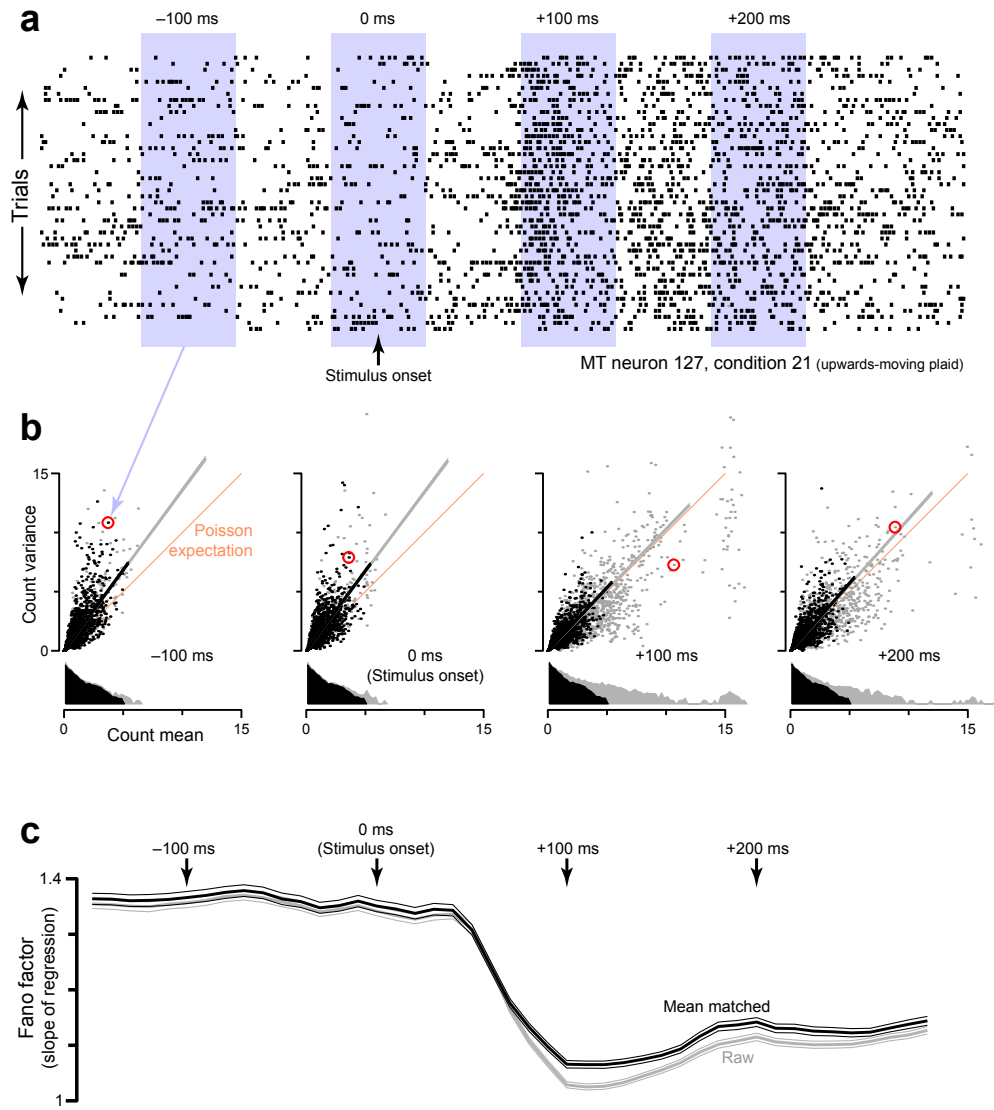 a
–100 ms
0 ms
+100 ms
+200 ms
Trials
Stimulus onset
MT neuron 127, condition 21 (upwards-moving plaid)
b
15
Count variance
0
Poisson
expectation
–100 ms
0 ms
(Stimulus onset)
+100 ms
+200 ms
0
Count mean
15
0
15
0
15
0
15
c
–100 ms
0 ms
(Stimulus onset)
+100 ms
+200 ms
1.4
Fano factor
(slope of regression)
1
Mean matched
Raw